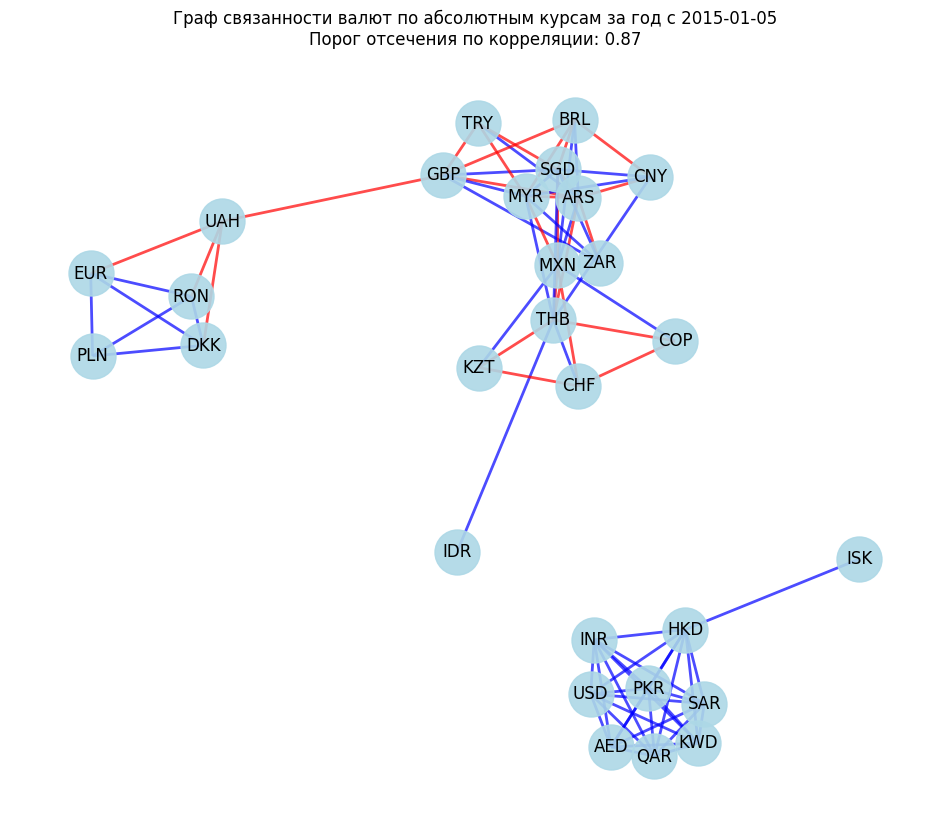 Граф связанности валют по абсолютным курсам за год с 2015-01-05
Порог отсечения по корреляции: 0.87
TRY
BRL
SGD
GBP
CNY
MYR
ARS
UAH
MXN
ZAR
EUR
RON
THB
DKK
COP
PLN
KZT
CHF
IDR
ISK
HKD
INR
PKR
USD
SAR
KWD
AED
QAR